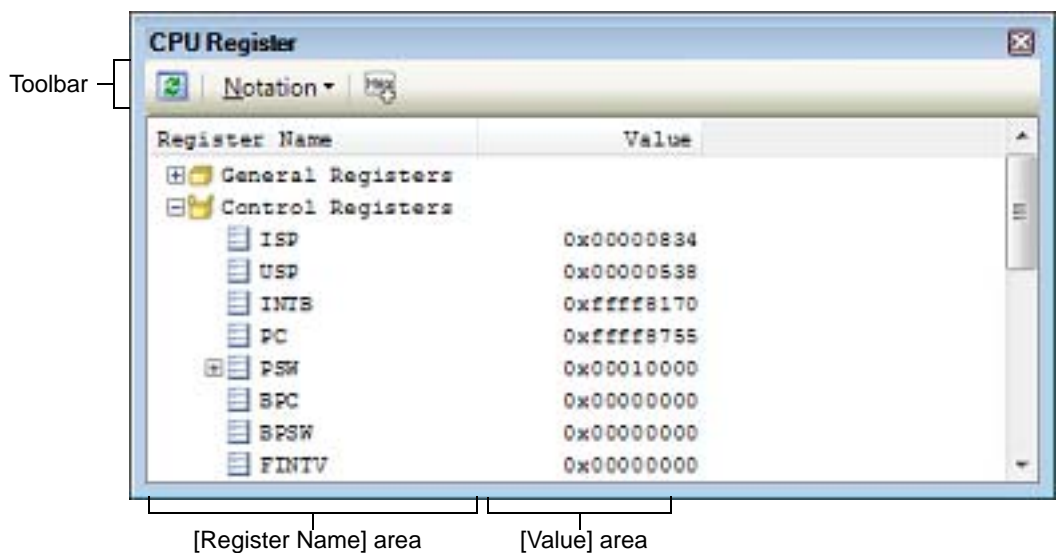 CPU Register
Toolbar
Notation
Hex
Register Name Value
General Registers
Control Registers
ISP 0x00000834
USP 0x00000538
INTB 0xffff8170
PC 0xffff8755
PSW 0x00010000
BPC 0x00000000
BPSW 0x00000000
FINTV 0x00000000
[Register Name] area [Value] area